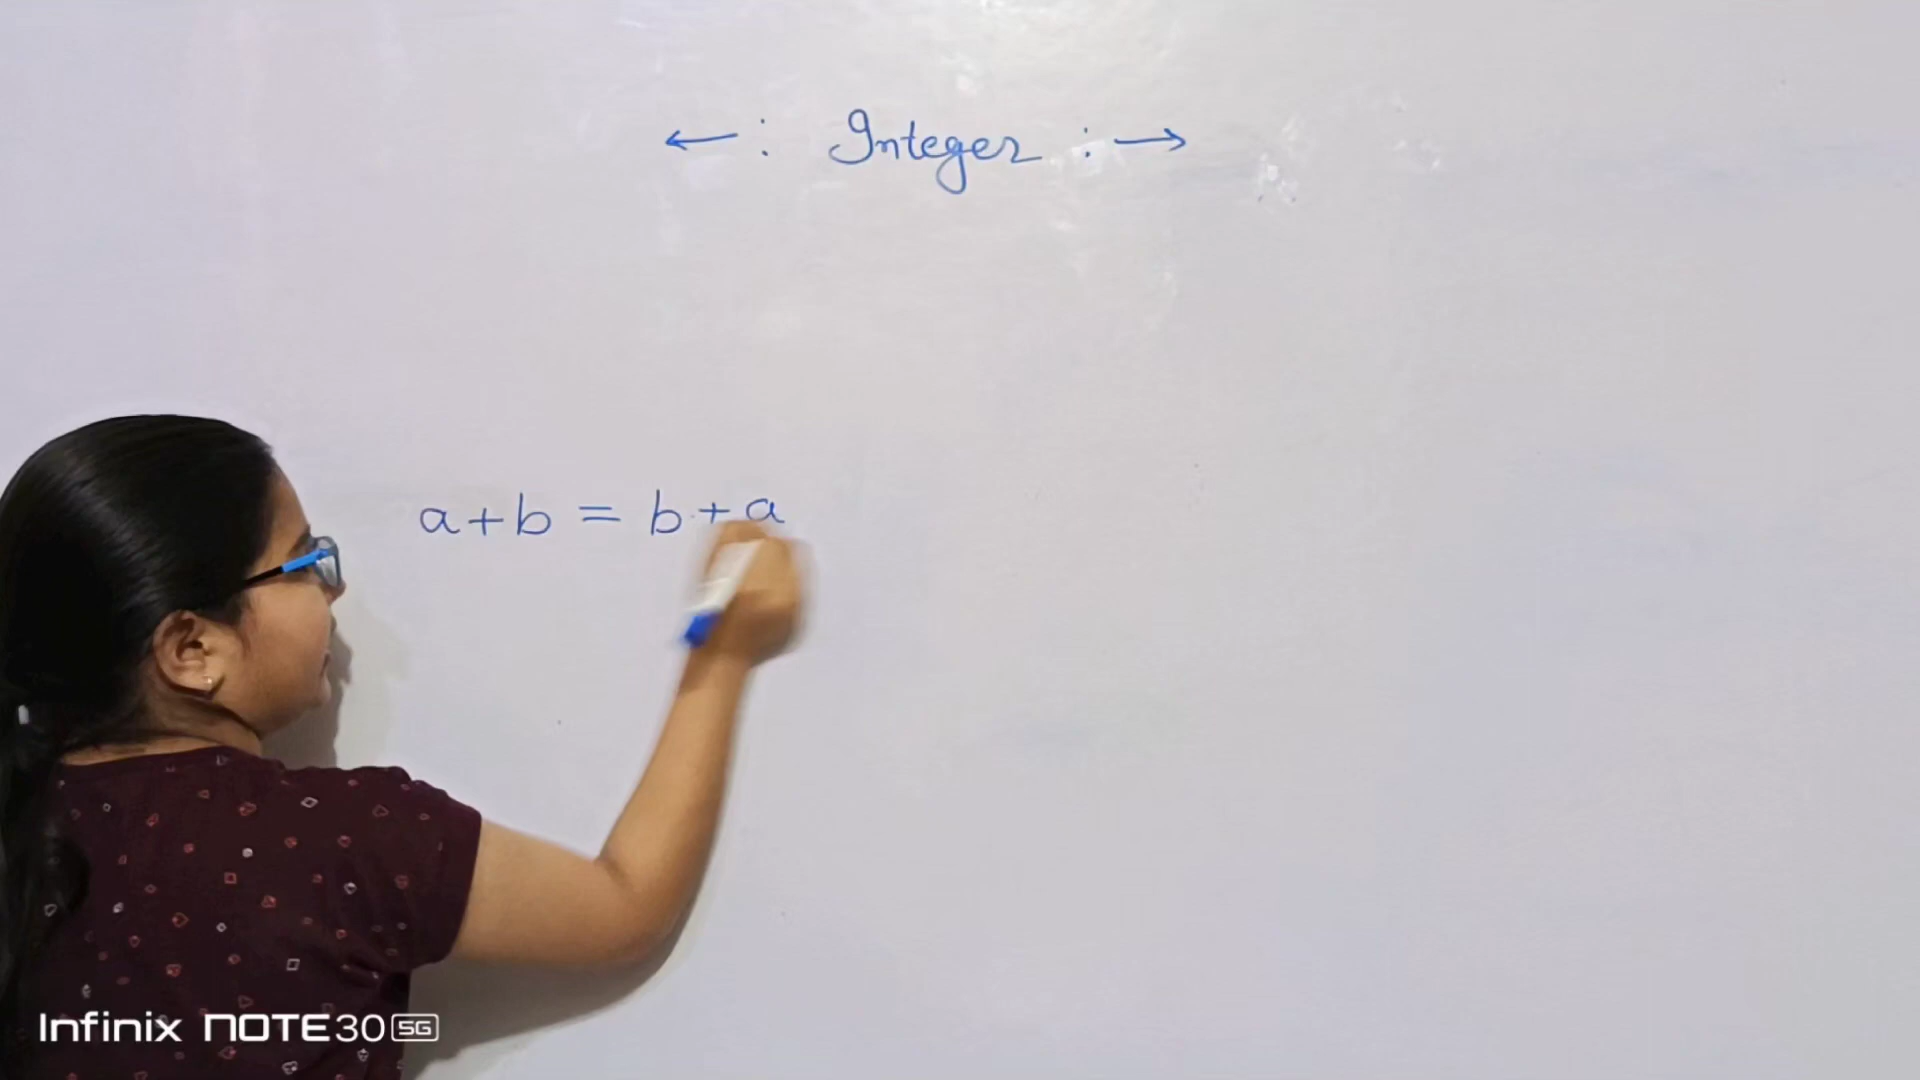 ←: Integer :→
a+b = b+a
Infinix NOTE30 5G